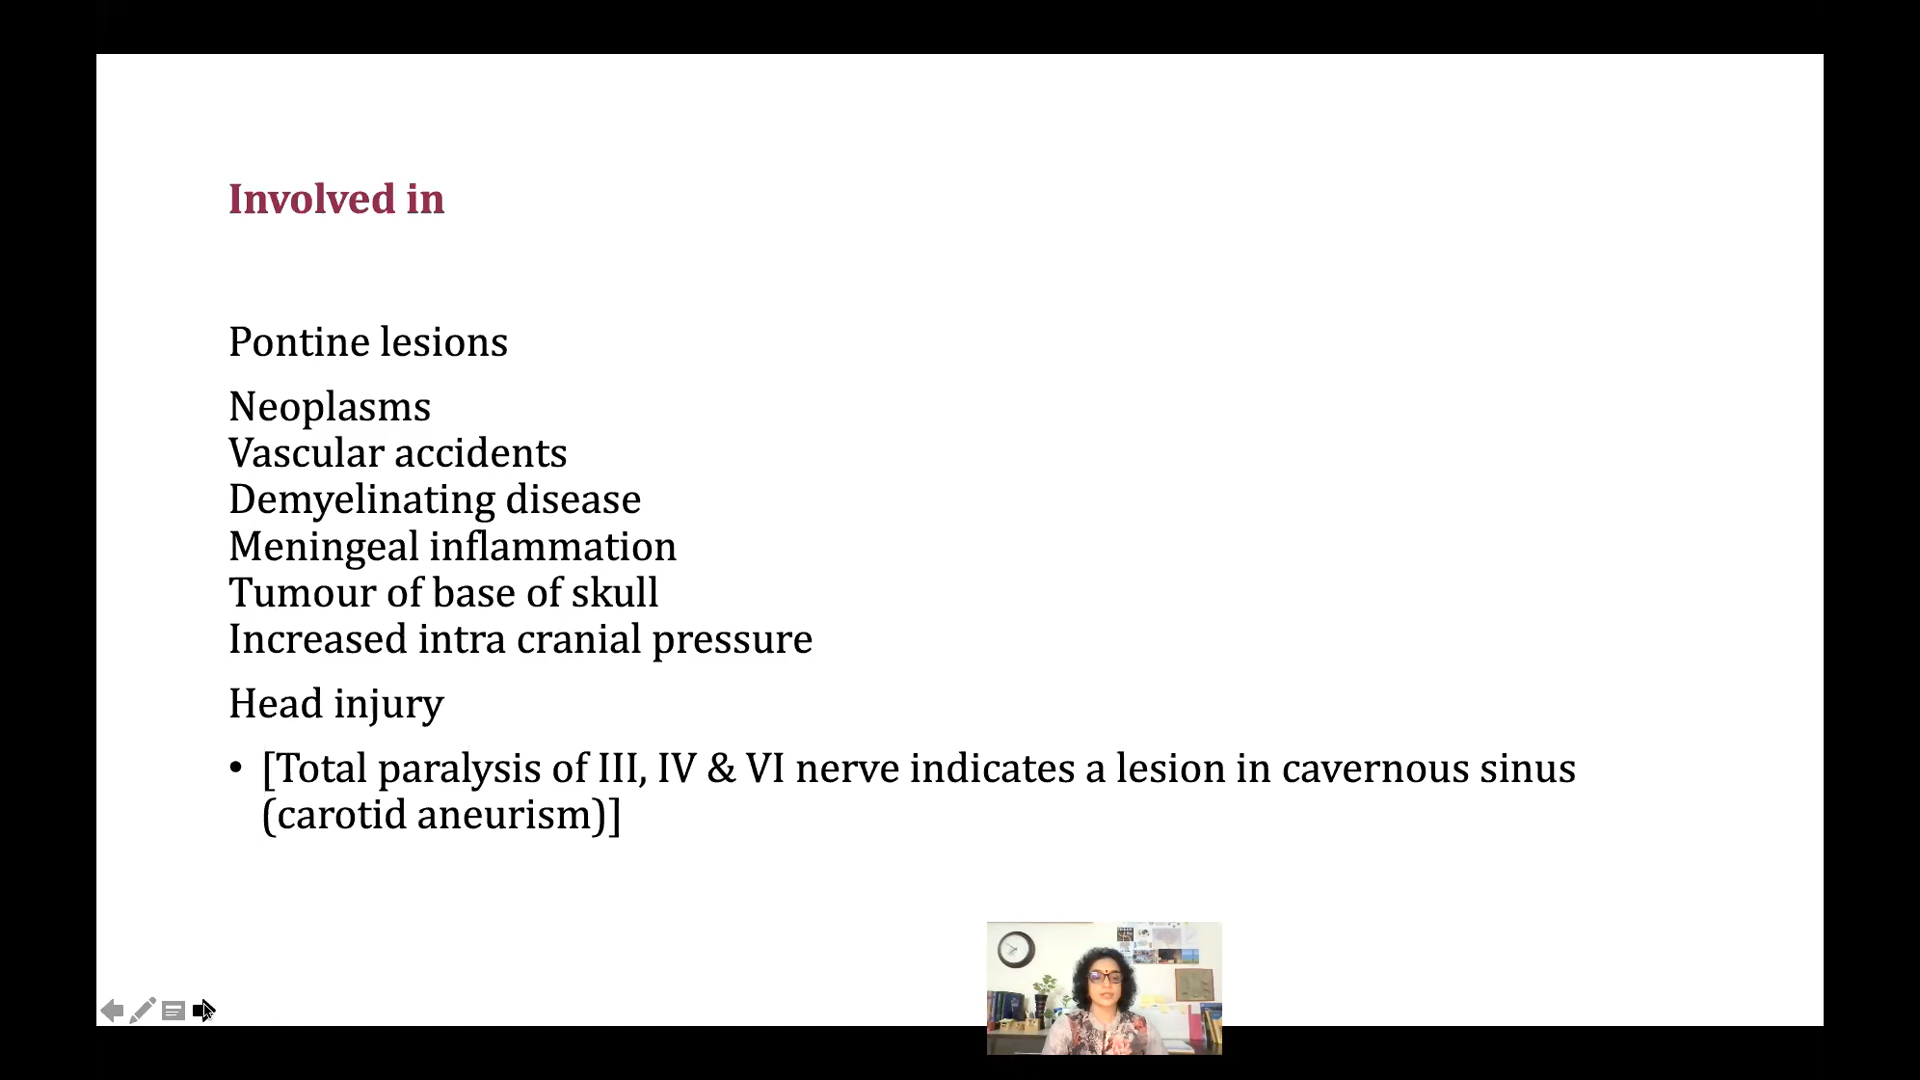 Involved in
Pontine lesions
Neoplasms
Vascular accidents
Demyelinating disease
Meningeal inflammation
Tumour of base of skull
Increased intra cranial pressure
Head injury
• [Total paralysis of III, IV & VI nerve indicates a lesion in cavernous sinus
(carotid aneurism)]